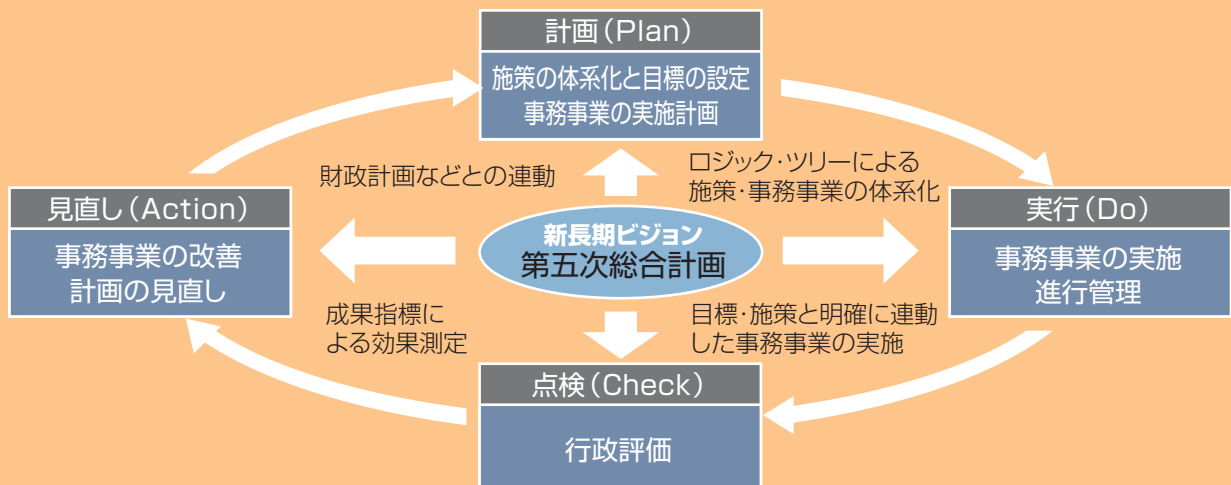 計画(Plan)
施策の体系化と目標の設定
事務事業の実施計画
財政計画などとの連動
ロジック・ツリーによる
施策・事務事業の体系化
見直し(Action)
事務事業の改善
計画の見直し
新長期ビジョン
第五次総合計画
実行(Do)
事務事業の実施
進行管理
成果指標に
よる効果測定
目標・施策と明確に連動
した事務事業の実施
点検(Check)
行政評価